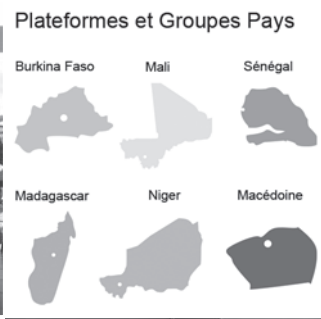 Plateformes et Groupes Pays
Burkina Faso Mali Sénégal
Madagascar Niger Macédoine